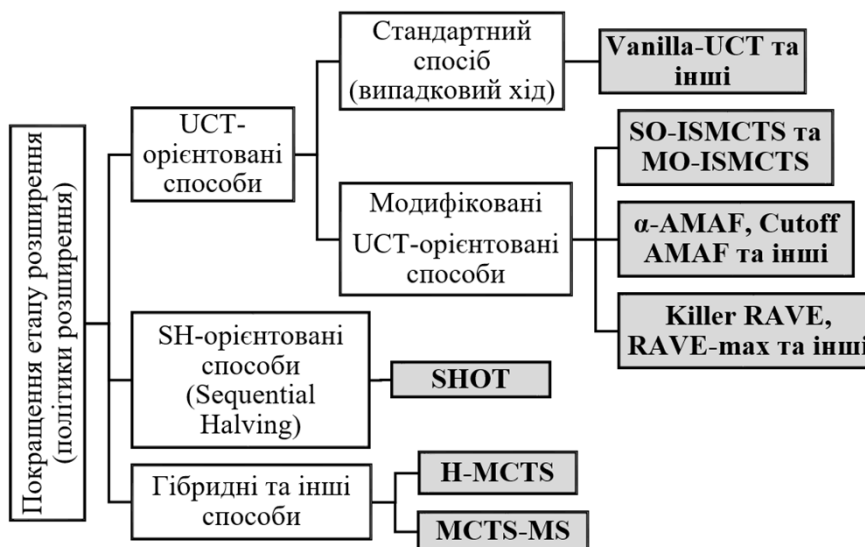 Покращення етапу розширення
(політики розширення)
UCT-
орієнтовані
способи
Стандартний
спосіб
(випадковий хід)
Vanilla-UCT та
інші
Модифіковані
UCT-орієнтовані
способи
SO-ISMCTS та
MO-ISMCTS
α-AMAF, Cutoff
AMAF та інші
Killer RAVE,
RAVE-max та інші
SH-орієнтовані
способи
(Sequential
Halving)
SHOT
Гібридні та інші
способи
H-MCTS
MCTS-MS